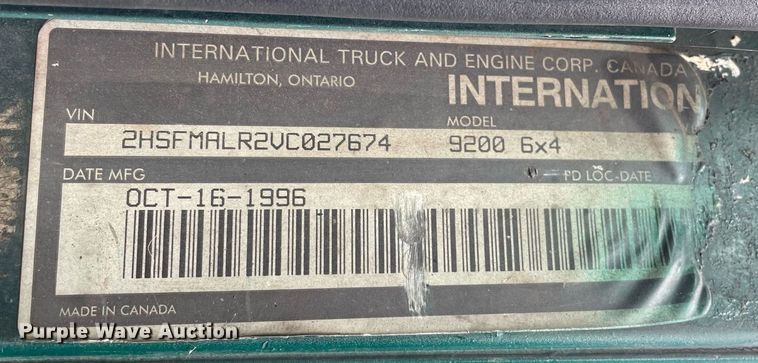 INTERNATIONAL TRUCK AND ENGINE CORP. CANADA
HAMILTON, ONTARIO
INTERNATION
VIN
MODEL
2HSFMALR2VC027674
9200 6x4
DATE MFG
PD LOC-DATE
OCT-16-1996
MADE IN CANADA
Purple Wave Auction